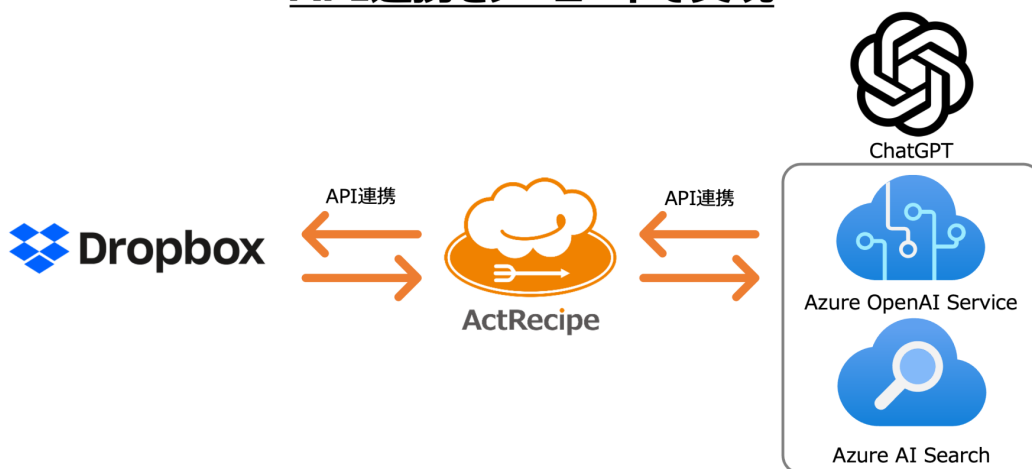 ChatGPT
API連携
API連携
Dropbox
ActRecipe
Azure OpenAI Service
Azure AI Search